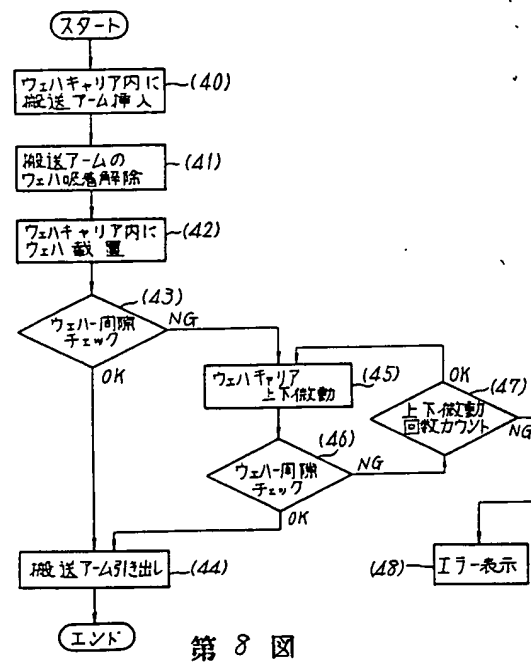 スタート
ウェハキャリア内に
搬送アーム挿入
(40)
搬送アームの
ウェハ吸着解除
(41)
ウェハキャリア内に
ウェハ載置
(42)
ウェハー間隙
チェック
(43)
NG
OK
ウェハキャリア
上下微動
(45)
ウェハー間隙
チェック
(46)
NG
OK
上下微動
回数カウント
(47)
OK
NG
搬送アーム引き出し
(44)
(48)
エラー表示
エンド
第8図